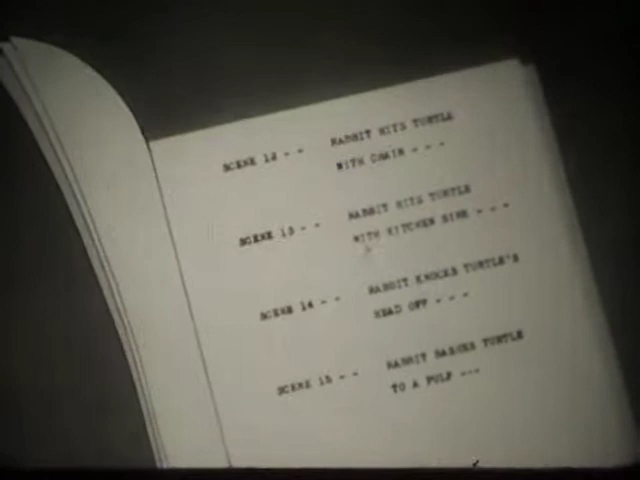 SCENE 12 - - RABBIT HITS TURTLE
WITH CHAIR - - -
SCENE 13 - - RABBIT HITS TURTLE
WITH KITCHEN SINK - - -
SCENE 14 - - RABBIT KNOCKS TURTLE'S
HEAD OFF - - -
SCENE 15 - - RABBIT BASHES TURTLE
TO A PULP ---